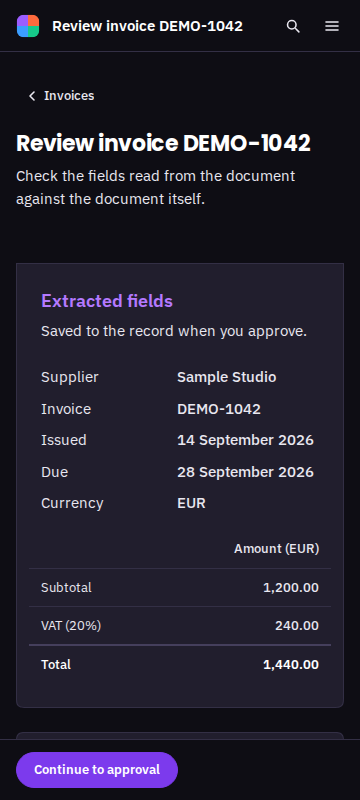 Review invoice DEMO-1042
Invoices
Review invoice DEMO-1042
Check the fields read from the document
against the document itself.
Extracted fields
Saved to the record when you approve.
Supplier Sample Studio
Invoice DEMO-1042
Issued 14 September 2026
Due 28 September 2026
Currency EUR
Amount (EUR)
Subtotal 1,200.00
VAT (20%) 240.00
Total 1,440.00
Continue to approval